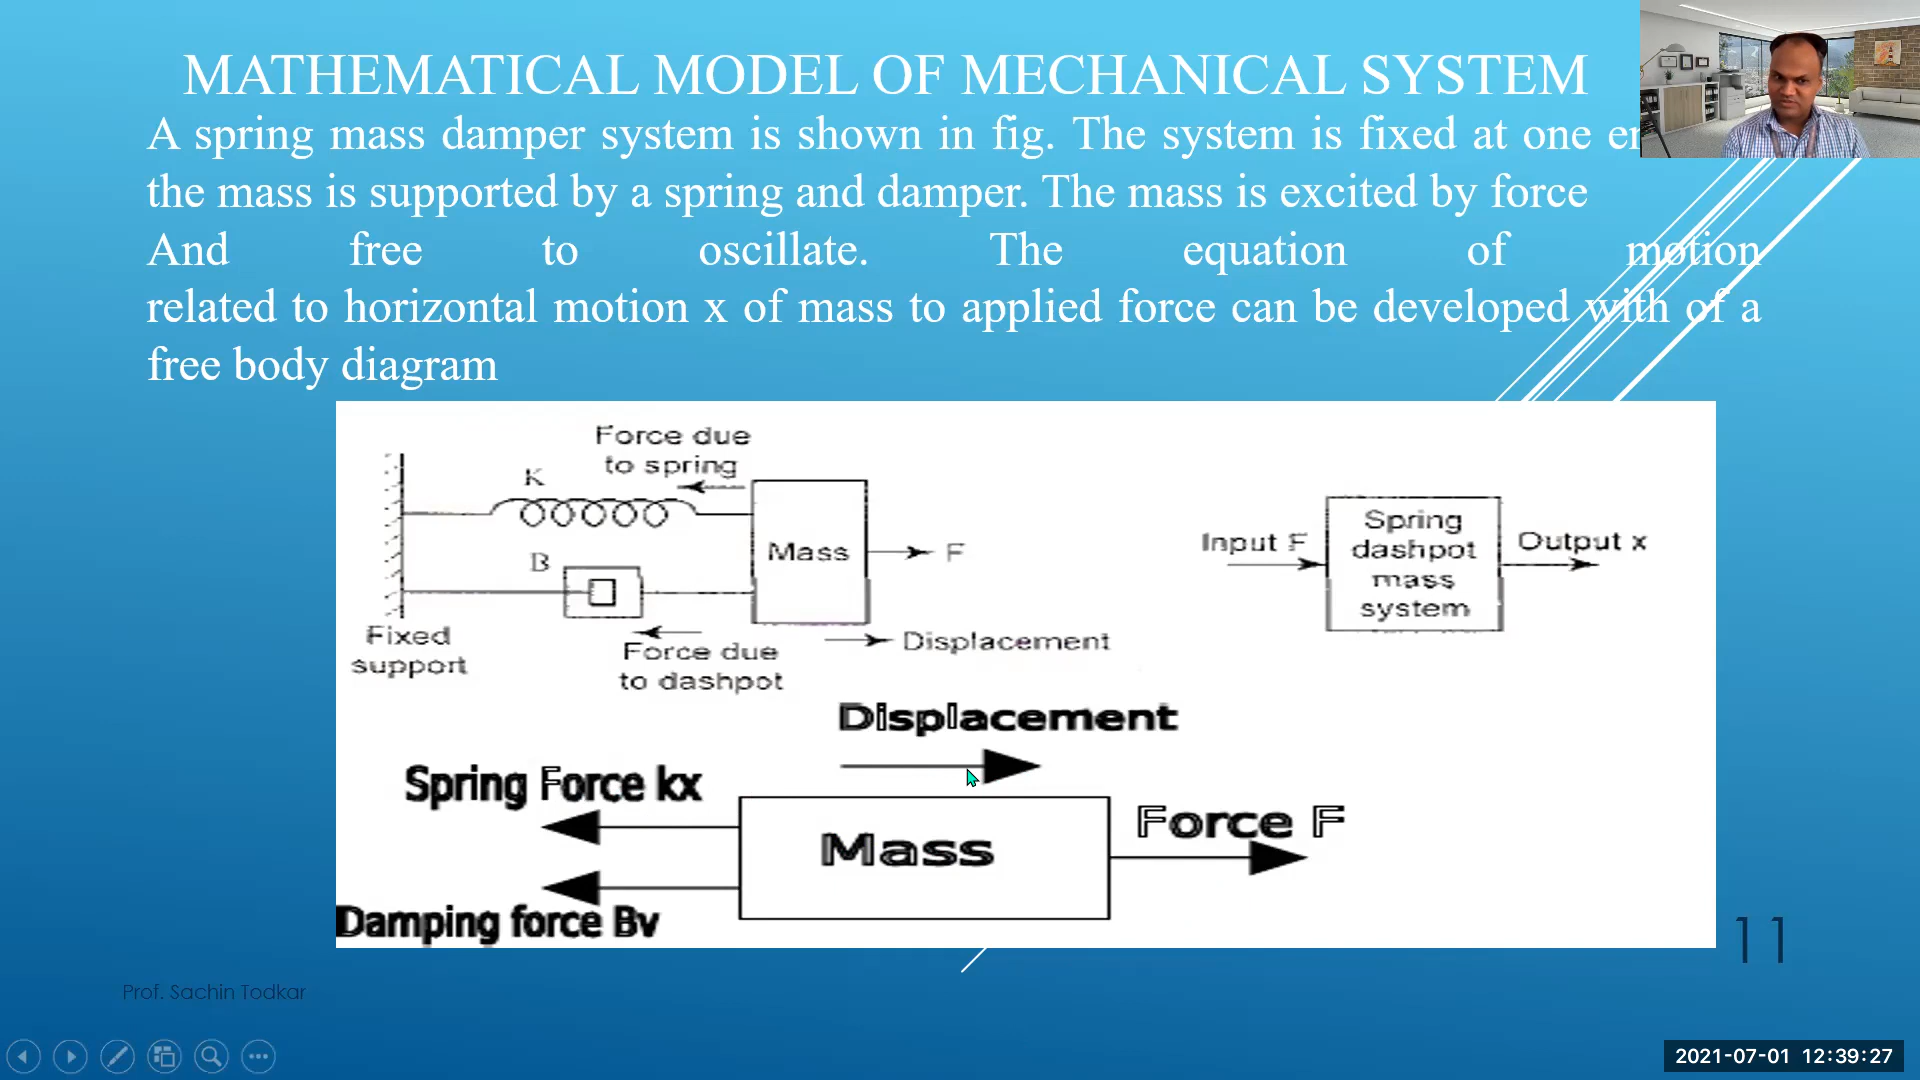 MATHEMATICAL MODEL OF MECHANICAL SYSTEM
A spring mass damper system is shown in fig. The system is fixed at one
the mass is supported by a spring and damper. The mass is excited by force
And free to oscillate. The equation of motion
related to horizontal motion x of mass to applied force can be developed with of a
free body diagram
Force due
to spring
K
B
Mass
F
Fixed
support
Force due
to dashpot
Displacement
Input F
Spring
dashpot
mass
system
Output x
Displacement
Spring Force kx
Mass
Force F
Damping force Bv
11
Prof. Sachin Todkar
2021-07-01 12:39:27